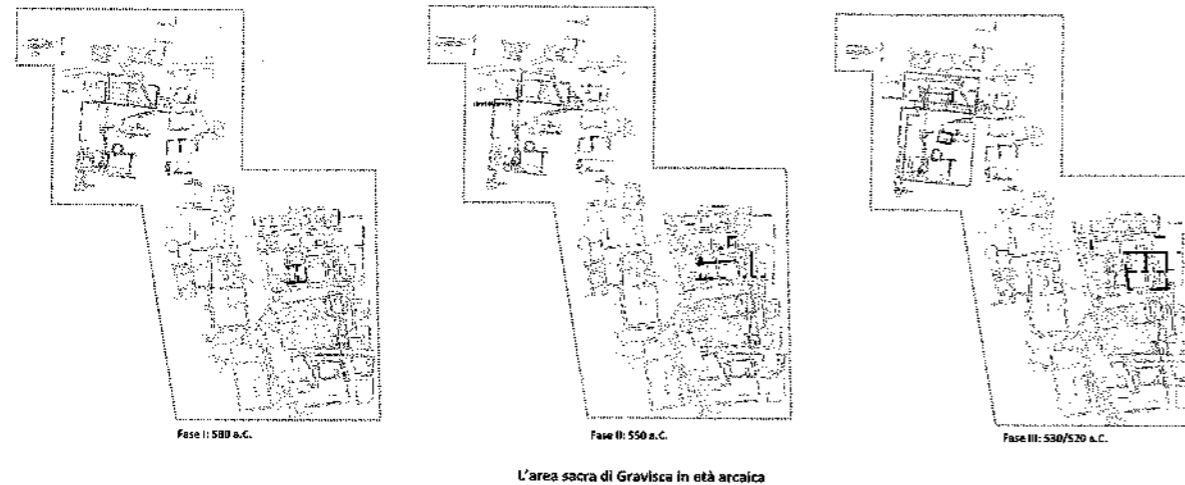 Fase I: 580 a.C.
Fase II: 550 a.C.
Fase III: 530/520 a.C.
L'area sacra di Gravisca in età arcaica